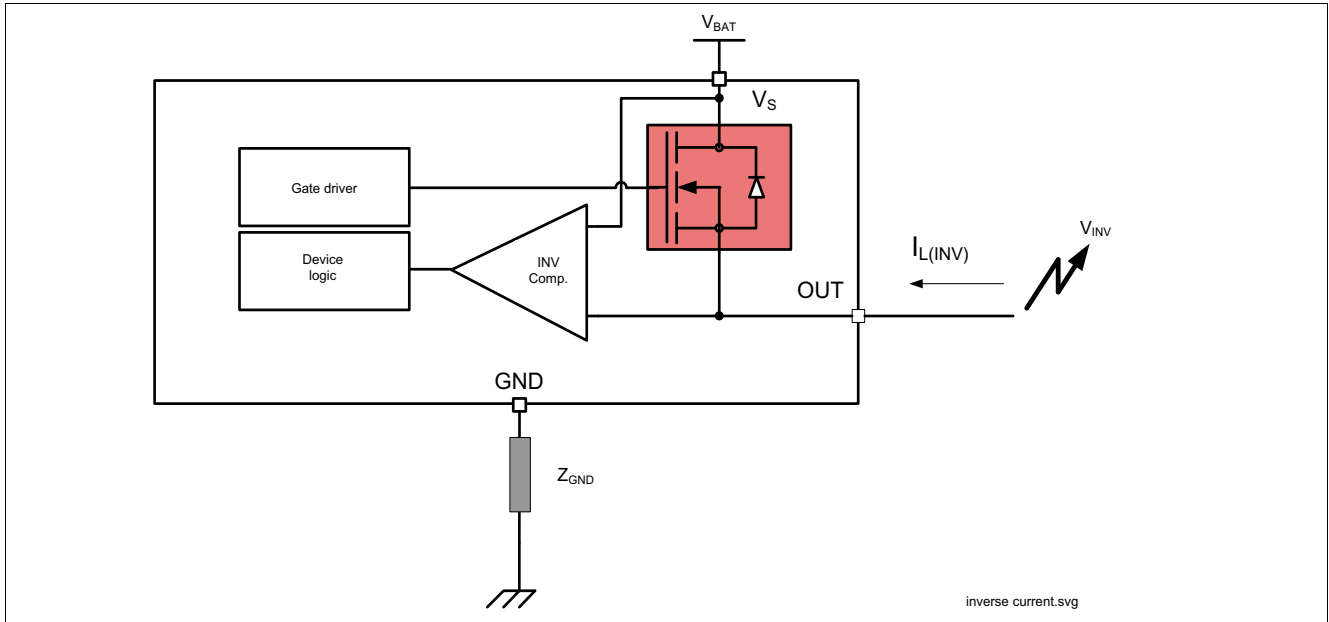 VBAT
VS
Gate driver
Device
logic
INV
Comp.
OUT
IL(INV)
VINV
GND
ZGND
inverse current.svg